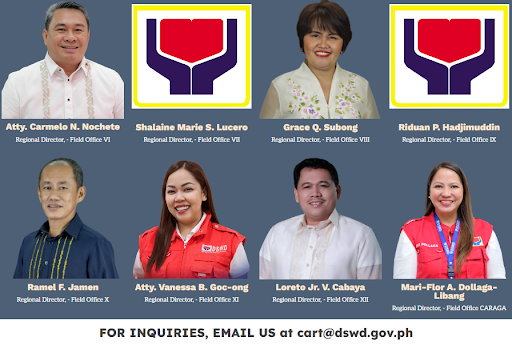 Atty. Carmelo N. Nochete
Regional Director, - Field Office VI
Shalaine Marie S. Lucero
Regional Director, - Field Office VII
Grace Q. Subong
Regional Director, - Field Office VIII
Riduan P. Hadjimuddin
Regional Director, - Field Office IX
DSWD
Ramel F. Jamen
Regional Director, - Field Office X
Atty. Vanessa B. Goc-ong
Regional Director, - Field Office XI
Loreto Jr. V. Cabaya
Regional Director, - Field Office XII
Mari-Flor A. Dollaga-
Libang
Regional Director, - Field Office CARAGA
FOR INQUIRIES, EMAIL US at cart@dswd.gov.ph